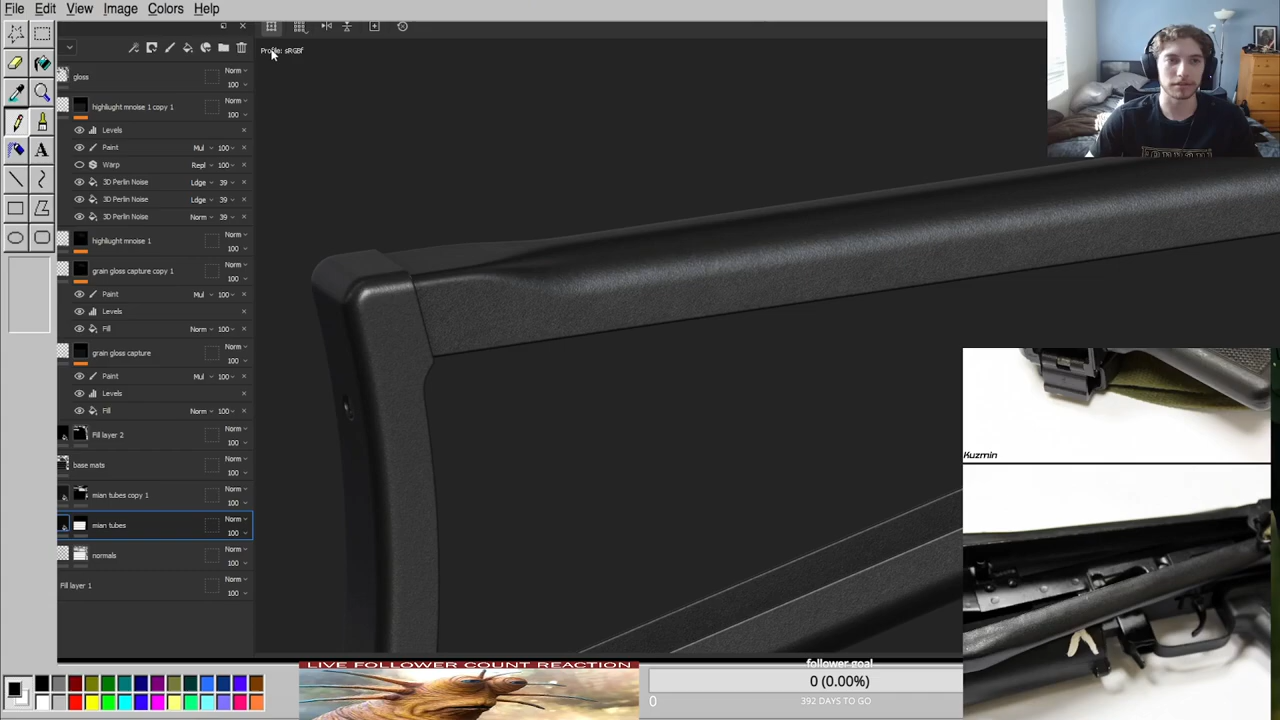 File Edit View Image Colors Help
Profile: sRGBf
gloss Norm 100
highliught mnoise 1 copy 1 Norm 100
Levels
Paint Mul 100
Warp Repl 100
3D Perlin Noise Ldge 39
3D Perlin Noise Ldge 39
3D Perlin Noise Norm 39
highliught mnoise 1 Norm 100
grain gloss capture copy 1 Norm 100
Paint Mul 100
Levels
Fill Norm 100
grain gloss capture Norm 100
Paint Mul 100
Levels
Fill Norm 100
Fill layer 2 Norm 100
base mats Norm 100
mian tubes copy 1 Norm 100
mian tubes Norm 100
normals Norm 100
Fill layer 1 Norm 100
Kuzmin
LIVE FOLLOWER COUNT REACTION
follower goal
0 (0.00%)
0
392 DAYS TO GO